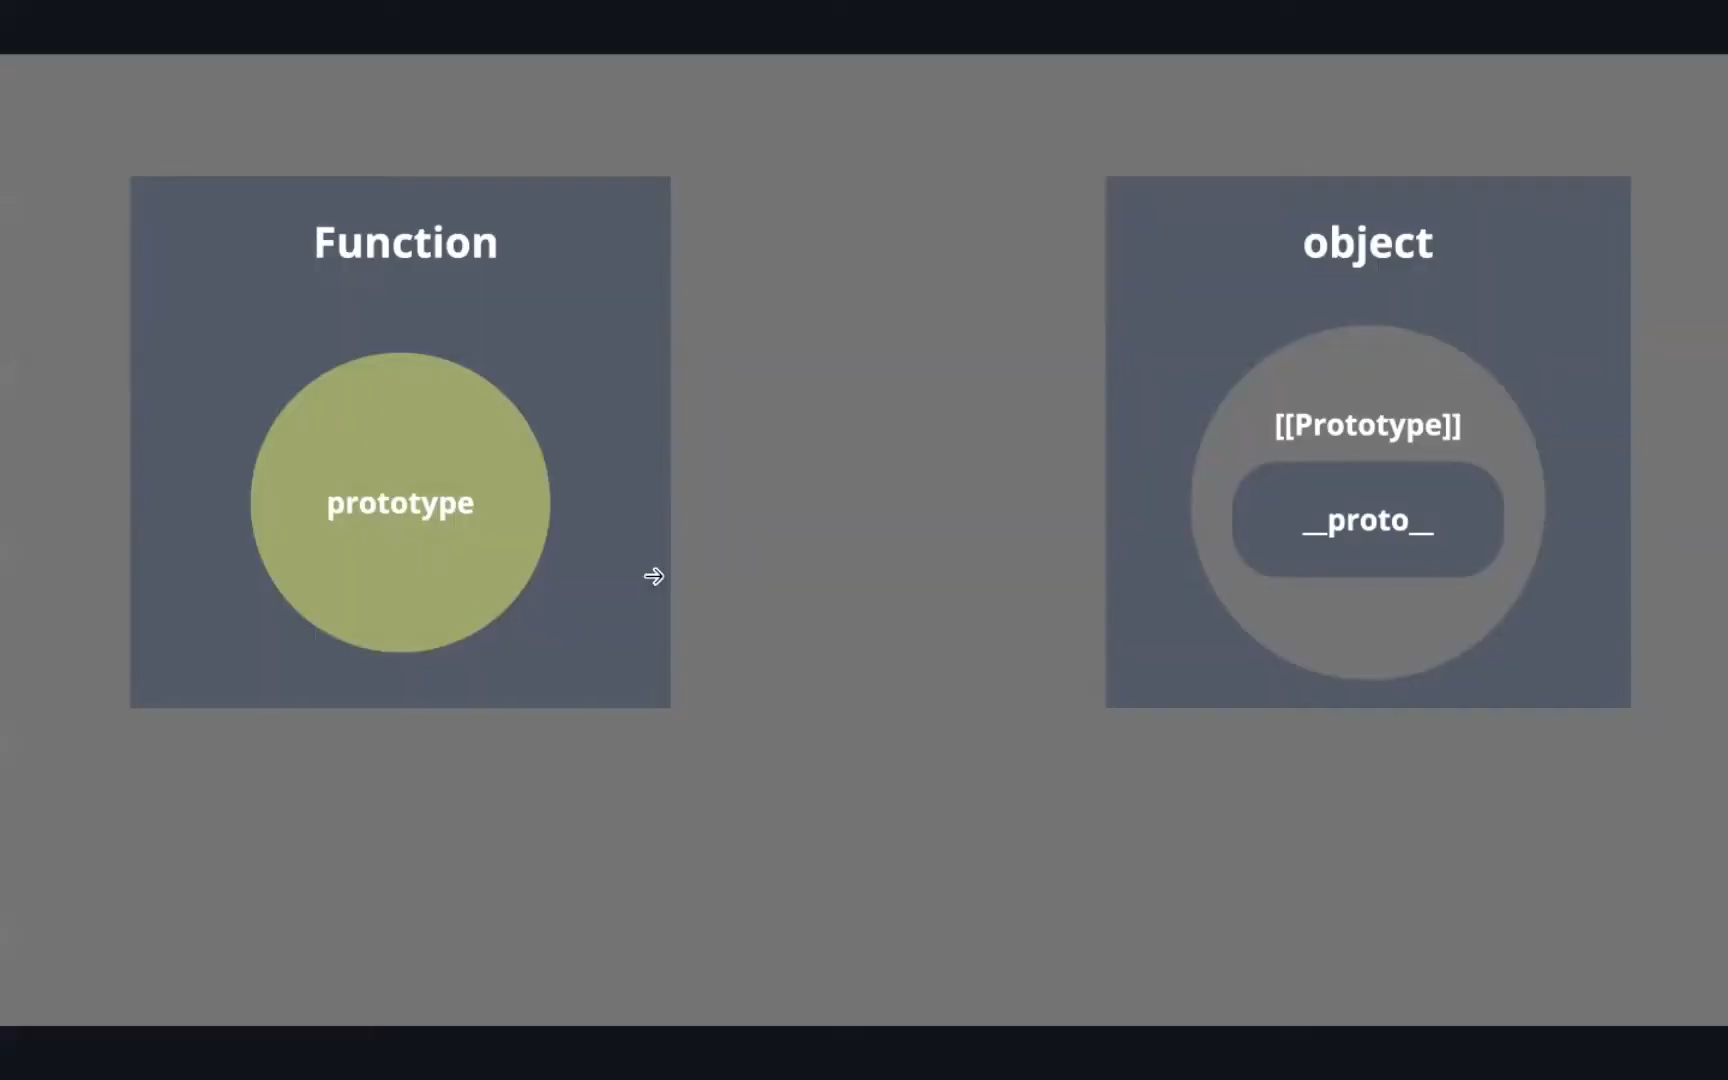 Function
prototype
object
[[Prototype]]
__proto__